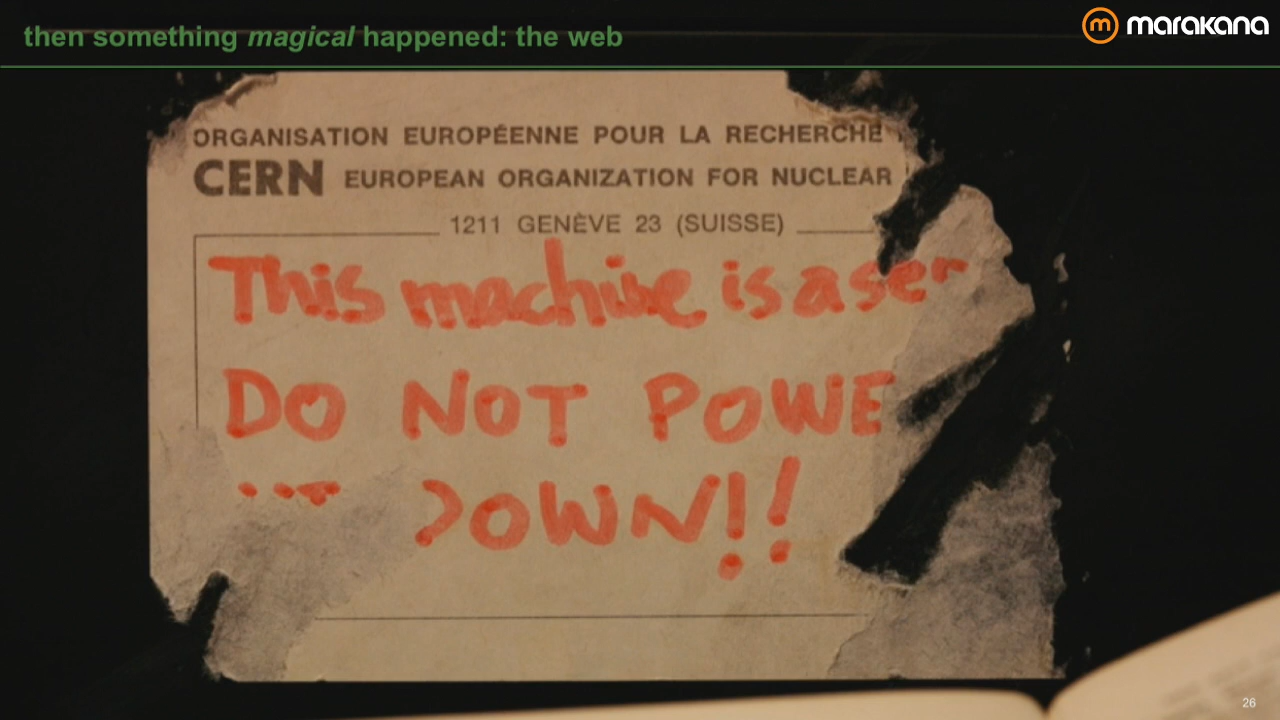 then something magical happened: the web
marakana
ORGANISATION EUROPÉENNE POUR LA RECHERCHE
CERN EUROPEAN ORGANIZATION FOR NUCLEAR
1211 GENÈVE 23 (SUISSE)
This machine is a ser
DO NOT POWE
DOWN!!
26